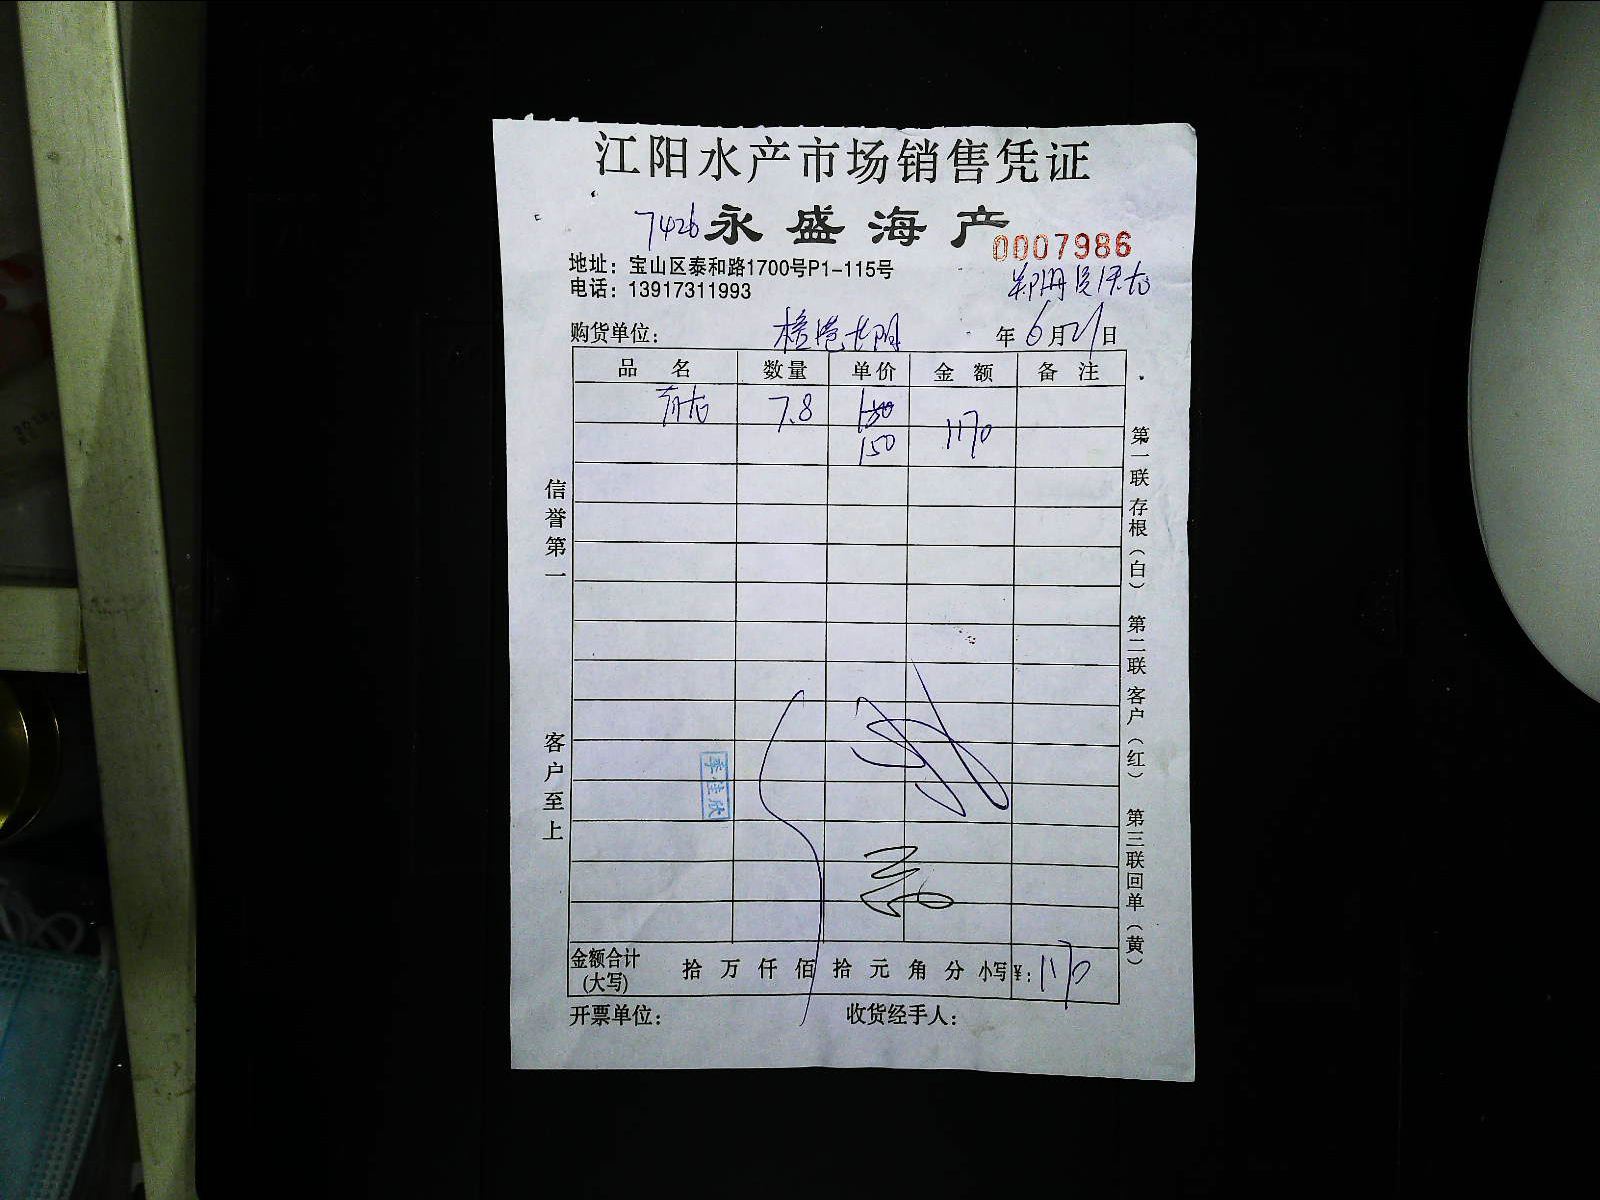 江阳水产市场销售凭证
7426 永盛海产
0007986
地址：宝山区泰和路1700号P1-115号
电话：13917311993
购货单位： 年 6月21日
品 名 数量 单价 金 额 备 注
7.8 150
150 1170
信誉第一
客户至上
第一联 存根（白） 第二联 客户（红） 第三联 回单（黄）
季佳欣
金额合计（大写） 拾 万 仟 佰 拾 元 角 分 小写¥：1170
开票单位： 收货经手人：